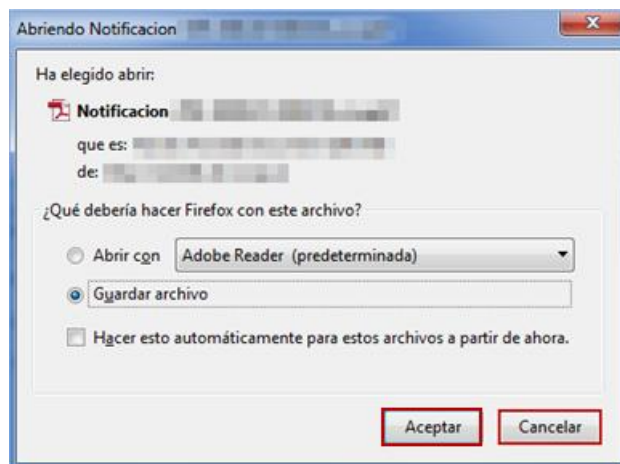 Abriendo Notificacion
Ha elegido abrir:
Notificacion
que es:
de:
¿Qué debería hacer Firefox con este archivo?
Abrir con Adobe Reader (predeterminada)
Guardar archivo
Hacer esto automáticamente para estos archivos a partir de ahora.
Aceptar Cancelar